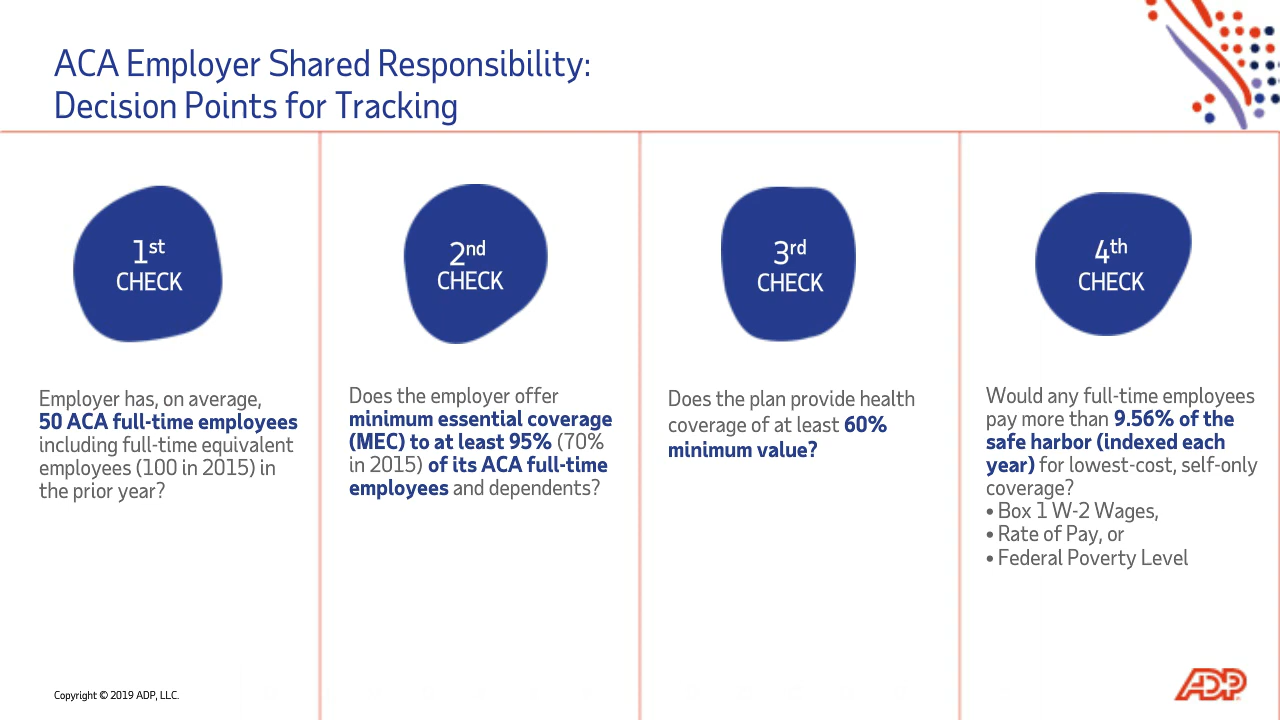 ACA Employer Shared Responsibility:
Decision Points for Tracking
1st
CHECK
Employer has, on average,
50 ACA full-time employees
including full-time equivalent
employees (100 in 2015) in
the prior year?
2nd
CHECK
Does the employer offer
minimum essential coverage
(MEC) to at least 95% (70%
in 2015) of its ACA full-time
employees and dependents?
3rd
CHECK
Does the plan provide health
coverage of at least 60%
minimum value?
4th
CHECK
Would any full-time employees
pay more than 9.56% of the
safe harbor (indexed each
year) for lowest-cost, self-only
coverage?
• Box 1 W-2 Wages,
• Rate of Pay, or
• Federal Poverty Level
Copyright © 2019 ADP, LLC.
ADP